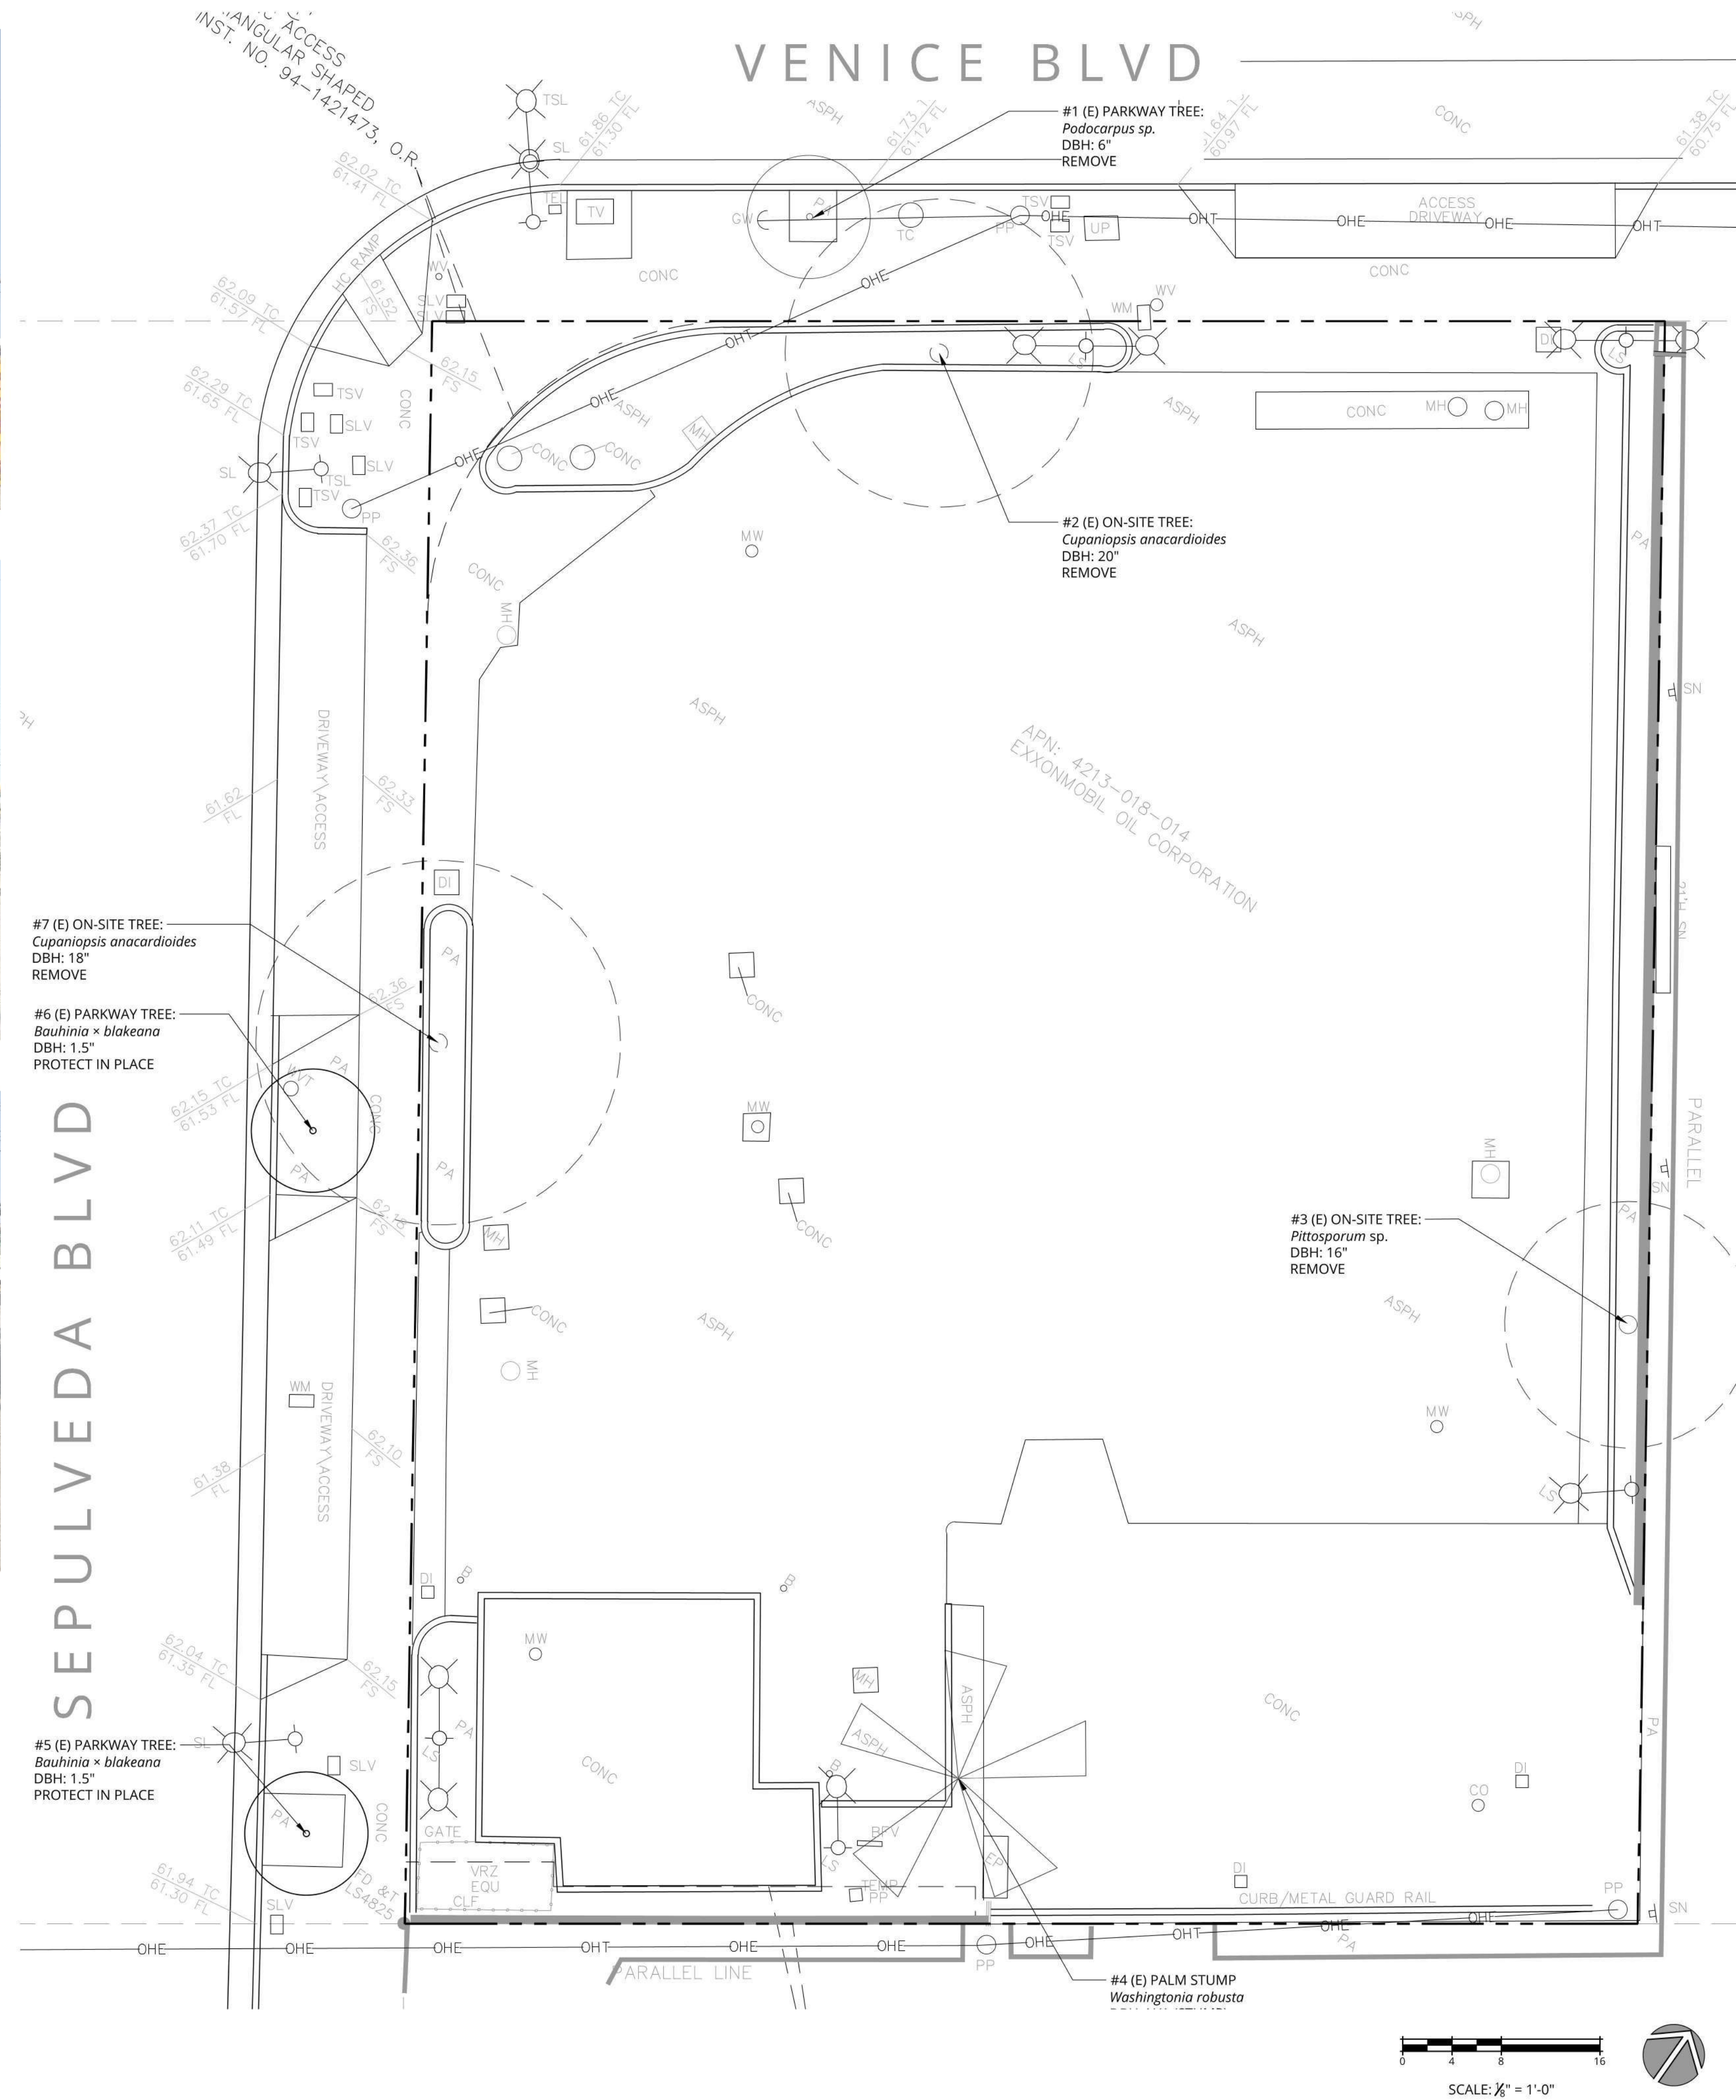 ACCESS
TRIANGULAR SHAPED
INST. NO. 94-1421473, O.R.
VENICE BLVD
SPH
TSL
SL
61.86 TC
61.30 FL
ASPH
61.12 FL
#1 (E) PARKWAY TREE:
Podocarpus sp.
DBH: 6"
REMOVE
60.97 FL
CONC
61.38 TC
60.75 FL
62.02 TC
61.41 FL
TEL
TV
GW
PA
TC
PP
TSV
OHE
TSV
UP
OHT
OHE
ACCESS
DRIVEWAY
OHE
OHT
HC RAMP
61.52
FS
WV
CONC
OHE
CONC
62.09 TC
61.57 FL
SLV
SLV
WM
WV
OHT
LS
DI
LS
62.15
FS
62.29 TC
61.65 FL
TSV
CONC
SLV
TSV
OHE
ASPH
MH
ASPH
CONC
MH
MH
SL
SLV
TSL
TSV
OHE
CONC
CONC
PP
62.37 TC
61.70 FL
62.36
FS
MW
#2 (E) ON-SITE TREE:
Cupaniopsis anacardioides
DBH: 20"
REMOVE
PA
CONC
MH
ASPH
PH
ASPH
SN
DRIVEWAY\ACCESS
APN: 4213-018-014
EXXONMOBIL OIL CORPORATION
61.62
FL
62.33
FS
DI
21'H SN
#7 (E) ON-SITE TREE:
Cupaniopsis anacardioides
DBH: 18"
REMOVE
PA
62.36
FS
CONC
#6 (E) PARKWAY TREE:
Bauhinia × blakeana
DBH: 1.5"
PROTECT IN PLACE
WVT
PA
CONC
62.15 TC
61.53 FL
PA
PA
MW
MH
PARALLEL
SN
SEPULVEDA BLVD
62.11 TC
61.49 FL
62.18
FS
MH
CONC
PA
#3 (E) ON-SITE TREE:
Pittosporum sp.
DBH: 16"
REMOVE
CONC
ASPH
ASPH
MH
WM
DRIVEWAY\ACCESS
MW
62.10
FS
61.38
FL
LS
DI
B
B
62.04 TC
61.35 FL
62.15
FS
MW
MH
ASPH
CONC
PA
PA
LS
ASPH
#5 (E) PARKWAY TREE:
Bauhinia × blakeana
DBH: 1.5"
PROTECT IN PLACE
SL
SLV
CONC
B
DI
CO
PA
CONC
GATE
BFV
LS
EP
61.94 TC
61.30 FL
FD &T
LS4825
VRZ
EQU
CLF
TEMP
PP
DI
CURB/METAL GUARD RAIL
PP
SN
SLV
OHE
OHE
OHE
OHT
OHE
OHE
OHE
OHT
OHE
OHE
PA
PARALLEL LINE
PP
#4 (E) PALM STUMP
Washingtonia robusta
0 4 8 16
SCALE: ⅛" = 1'-0"